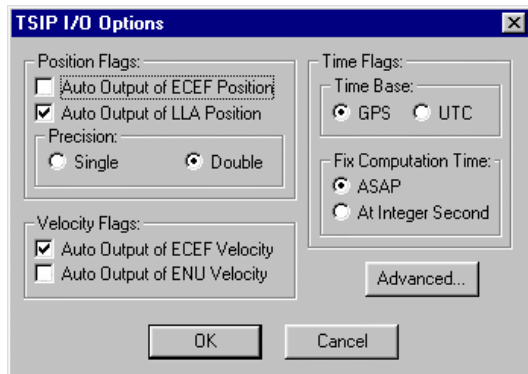 TSIP I/O Options
Position Flags:
Auto Output of ECEF Position
Auto Output of LLA Position
Precision:
Single Double
Velocity Flags:
Auto Output of ECEF Velocity
Auto Output of ENU Velocity
Time Flags:
Time Base:
GPS UTC
Fix Computation Time:
ASAP
At Integer Second
Advanced...
OK Cancel